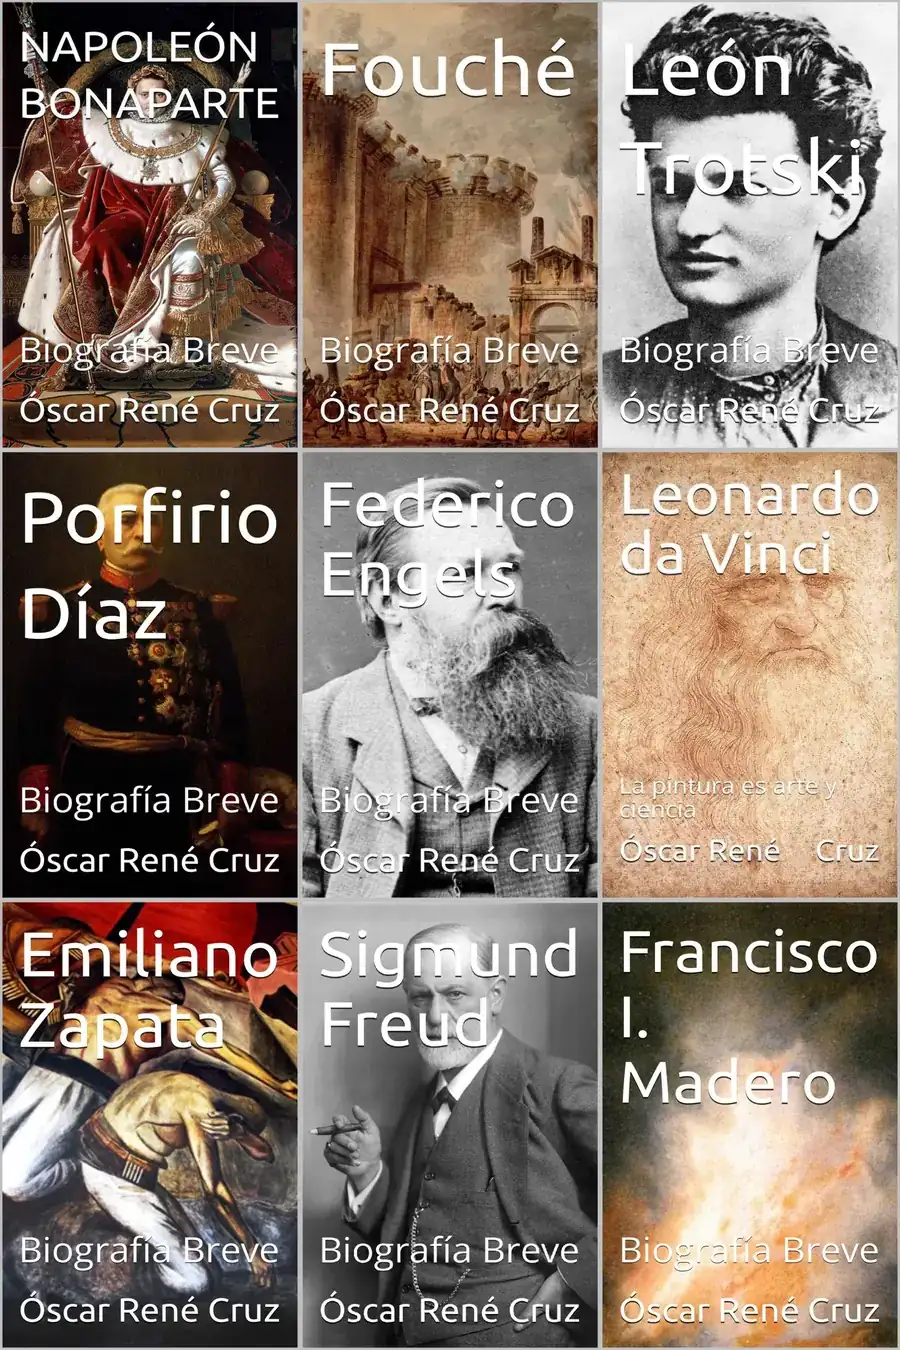 NAPOLEÓN
BONAPARTE
Biografía Breve
Óscar René Cruz
Fouché
Biografía Breve
Óscar René Cruz
León
Trotski
Biografía Breve
Óscar René Cruz
Porfirio
Díaz
Biografía Breve
Óscar René Cruz
Federico
Engels
Biografía Breve
Óscar René Cruz
Leonardo
da Vinci
La pintura es arte y
ciencia
Óscar René Cruz
Emiliano
Zapata
Biografía Breve
Óscar René Cruz
Sigmund
Freud
Biografía Breve
Óscar René Cruz
Francisco
I.
Madero
Biografía Breve
Óscar René Cruz